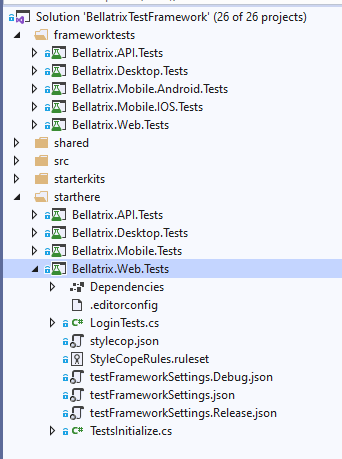 Solution 'BellatrixTestFramework' (26 of 26 projects)
frameworktests
Bellatrix.API.Tests
Bellatrix.Desktop.Tests
Bellatrix.Mobile.Android.Tests
Bellatrix.Mobile.IOS.Tests
Bellatrix.Web.Tests
shared
src
starterkits
starthere
Bellatrix.API.Tests
Bellatrix.Desktop.Tests
Bellatrix.Mobile.Tests
Bellatrix.Web.Tests
Dependencies
.editorconfig
C# LoginTests.cs
stylecop.json
StyleCopeRules.ruleset
testFrameworkSettings.Debug.json
testFrameworkSettings.json
testFrameworkSettings.Release.json
C# TestsInitialize.cs